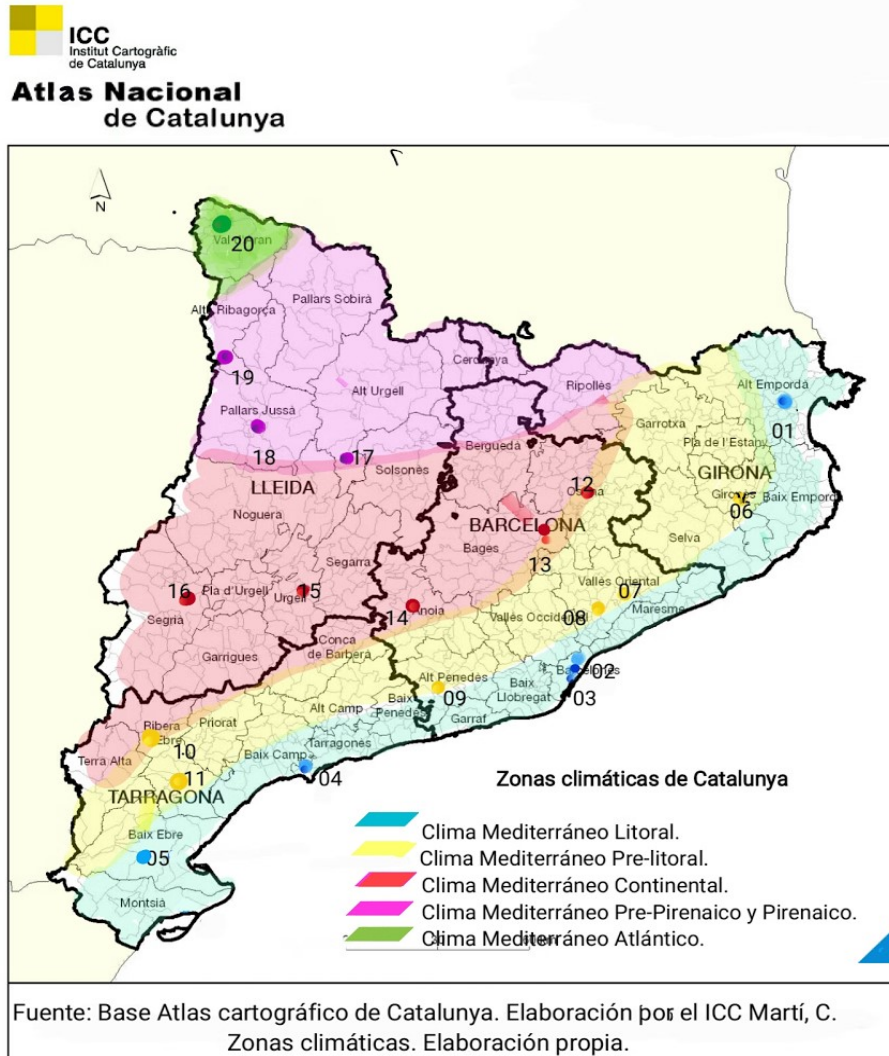 ICC
Institut Cartogràfic
de Catalunya
Atlas Nacional
de Catalunya
N
20
Pallars Sobirà
Alta Ribagorça
Cerdanya
19
Alt Urgell
Ripollès
Alt Empordà
Pallars Jussà
01
Garrotxa
Pla de l'Estany
18
17
Berguedà
Solsonès
GIRONA
LLEIDA
12
Osona
Gironès
Baix Empordà
06
Noguera
BARCELONA
Bages
Selva
13
Segarra
16
Pla d'Urgell
15
Urgell
Vallès Oriental
07
Segrià
14
Anoia
Vallès Occidental
08
Maresme
Garrigues
Conca
de Barberà
02
Alt Penedès
09
Baix
Llobregat
03
Baix
Penedès
Garraf
Alt Camp
Priorat
Ribera
Ebre
10
Terra Alta
Baix Camp
Tarragonès
04
11
TARRAGONA
Baix Ebre
05
Montsià
Zonas climáticas de Catalunya
Clima Mediterráneo Litoral.
Clima Mediterráneo Pre-litoral.
Clima Mediterráneo Continental.
Clima Mediterráneo Pre-Pirenaico y Pirenaico.
Clima Mediterráneo Atlántico.
Fuente: Base Atlas cartográfico de Catalunya. Elaboración por el ICC Martí, C.
Zonas climáticas. Elaboración propia.